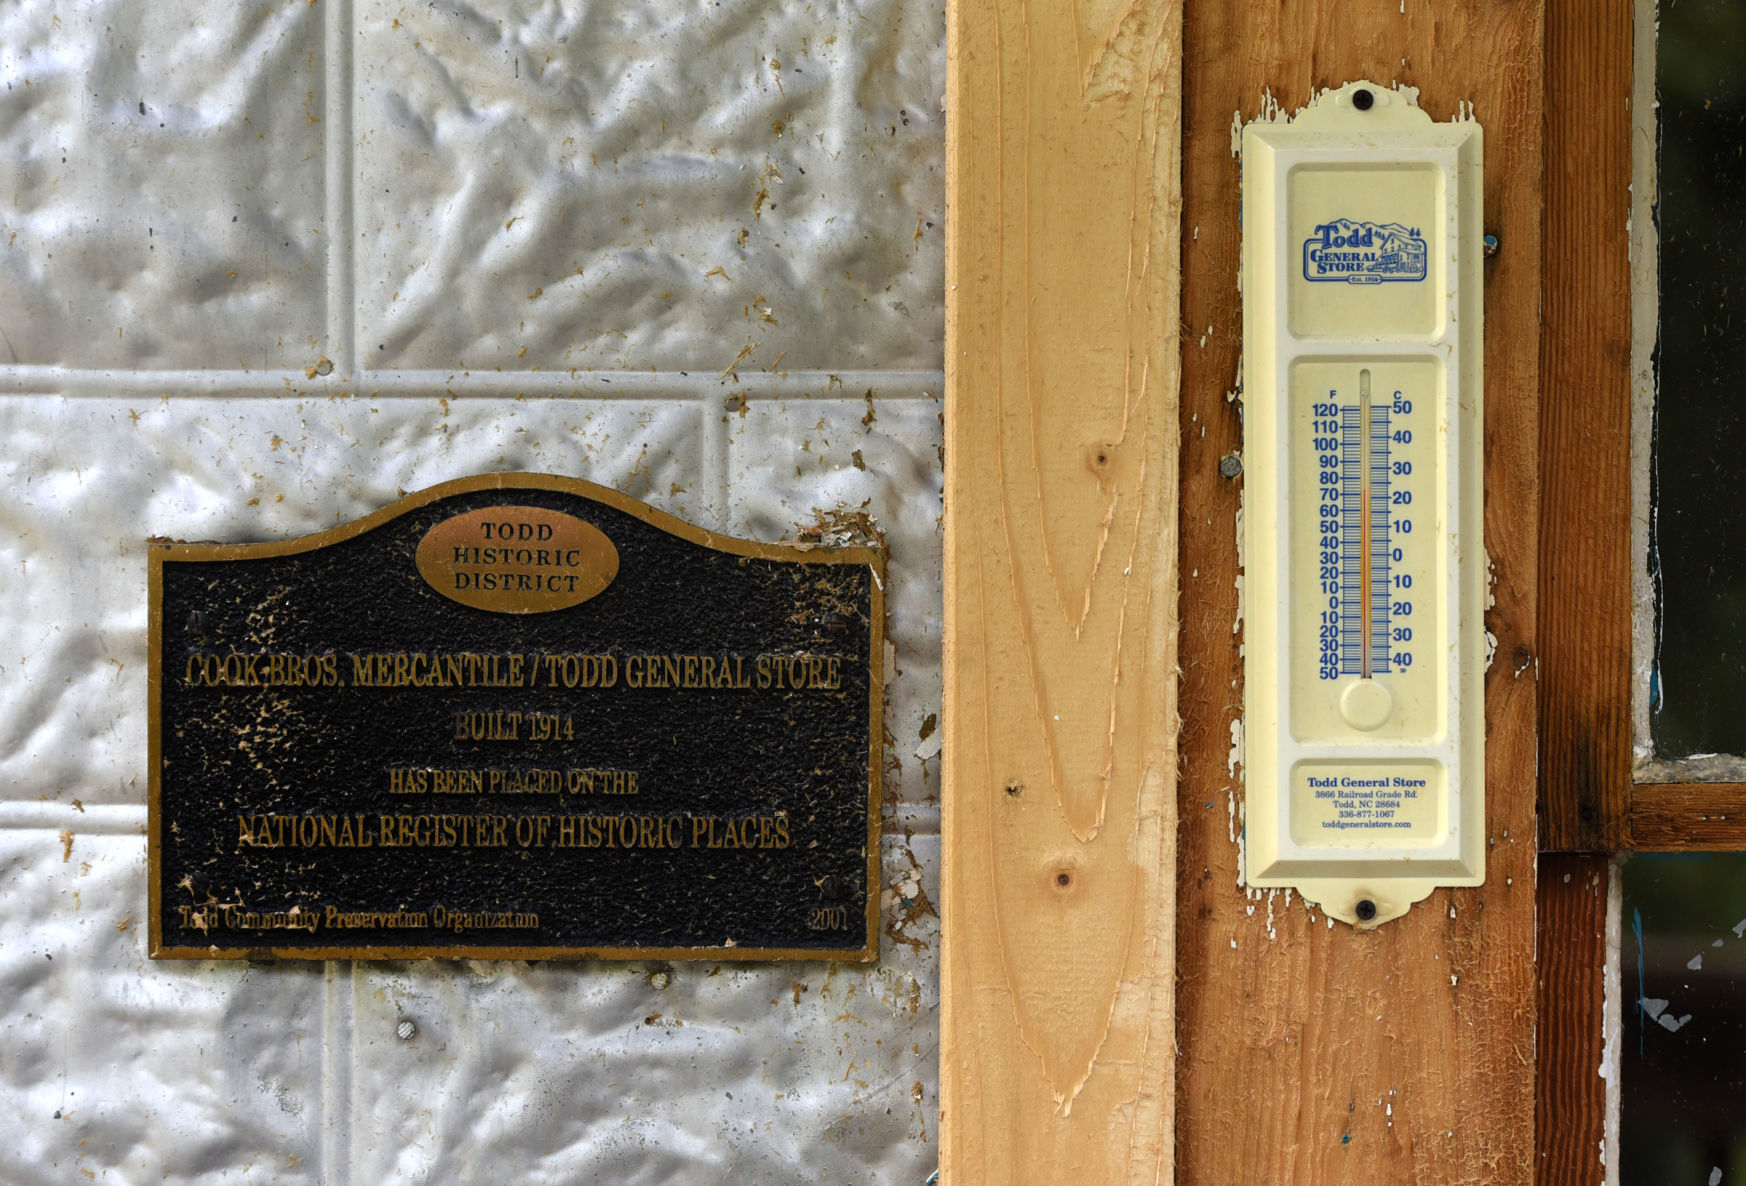 TODD
HISTORIC
DISTRICT
COOK BROS. MERCANTILE / TODD GENERAL STORE
BUILT 1914
HAS BEEN PLACED ON THE
NATIONAL REGISTER OF HISTORIC PLACES
Todd Community Preservation Organization 2001
Todd
GENERAL
STORE
Est. 1914
F C
120 50
110
100 40
90
80 30
70 20
60
50 10
40
30 0
20
10 10
0
10 20
20
30 30
40 40
50 50
Todd General Store
3866 Railroad Grade Rd.
Todd, NC 28684
336-877-1067
toddgeneralstore.com